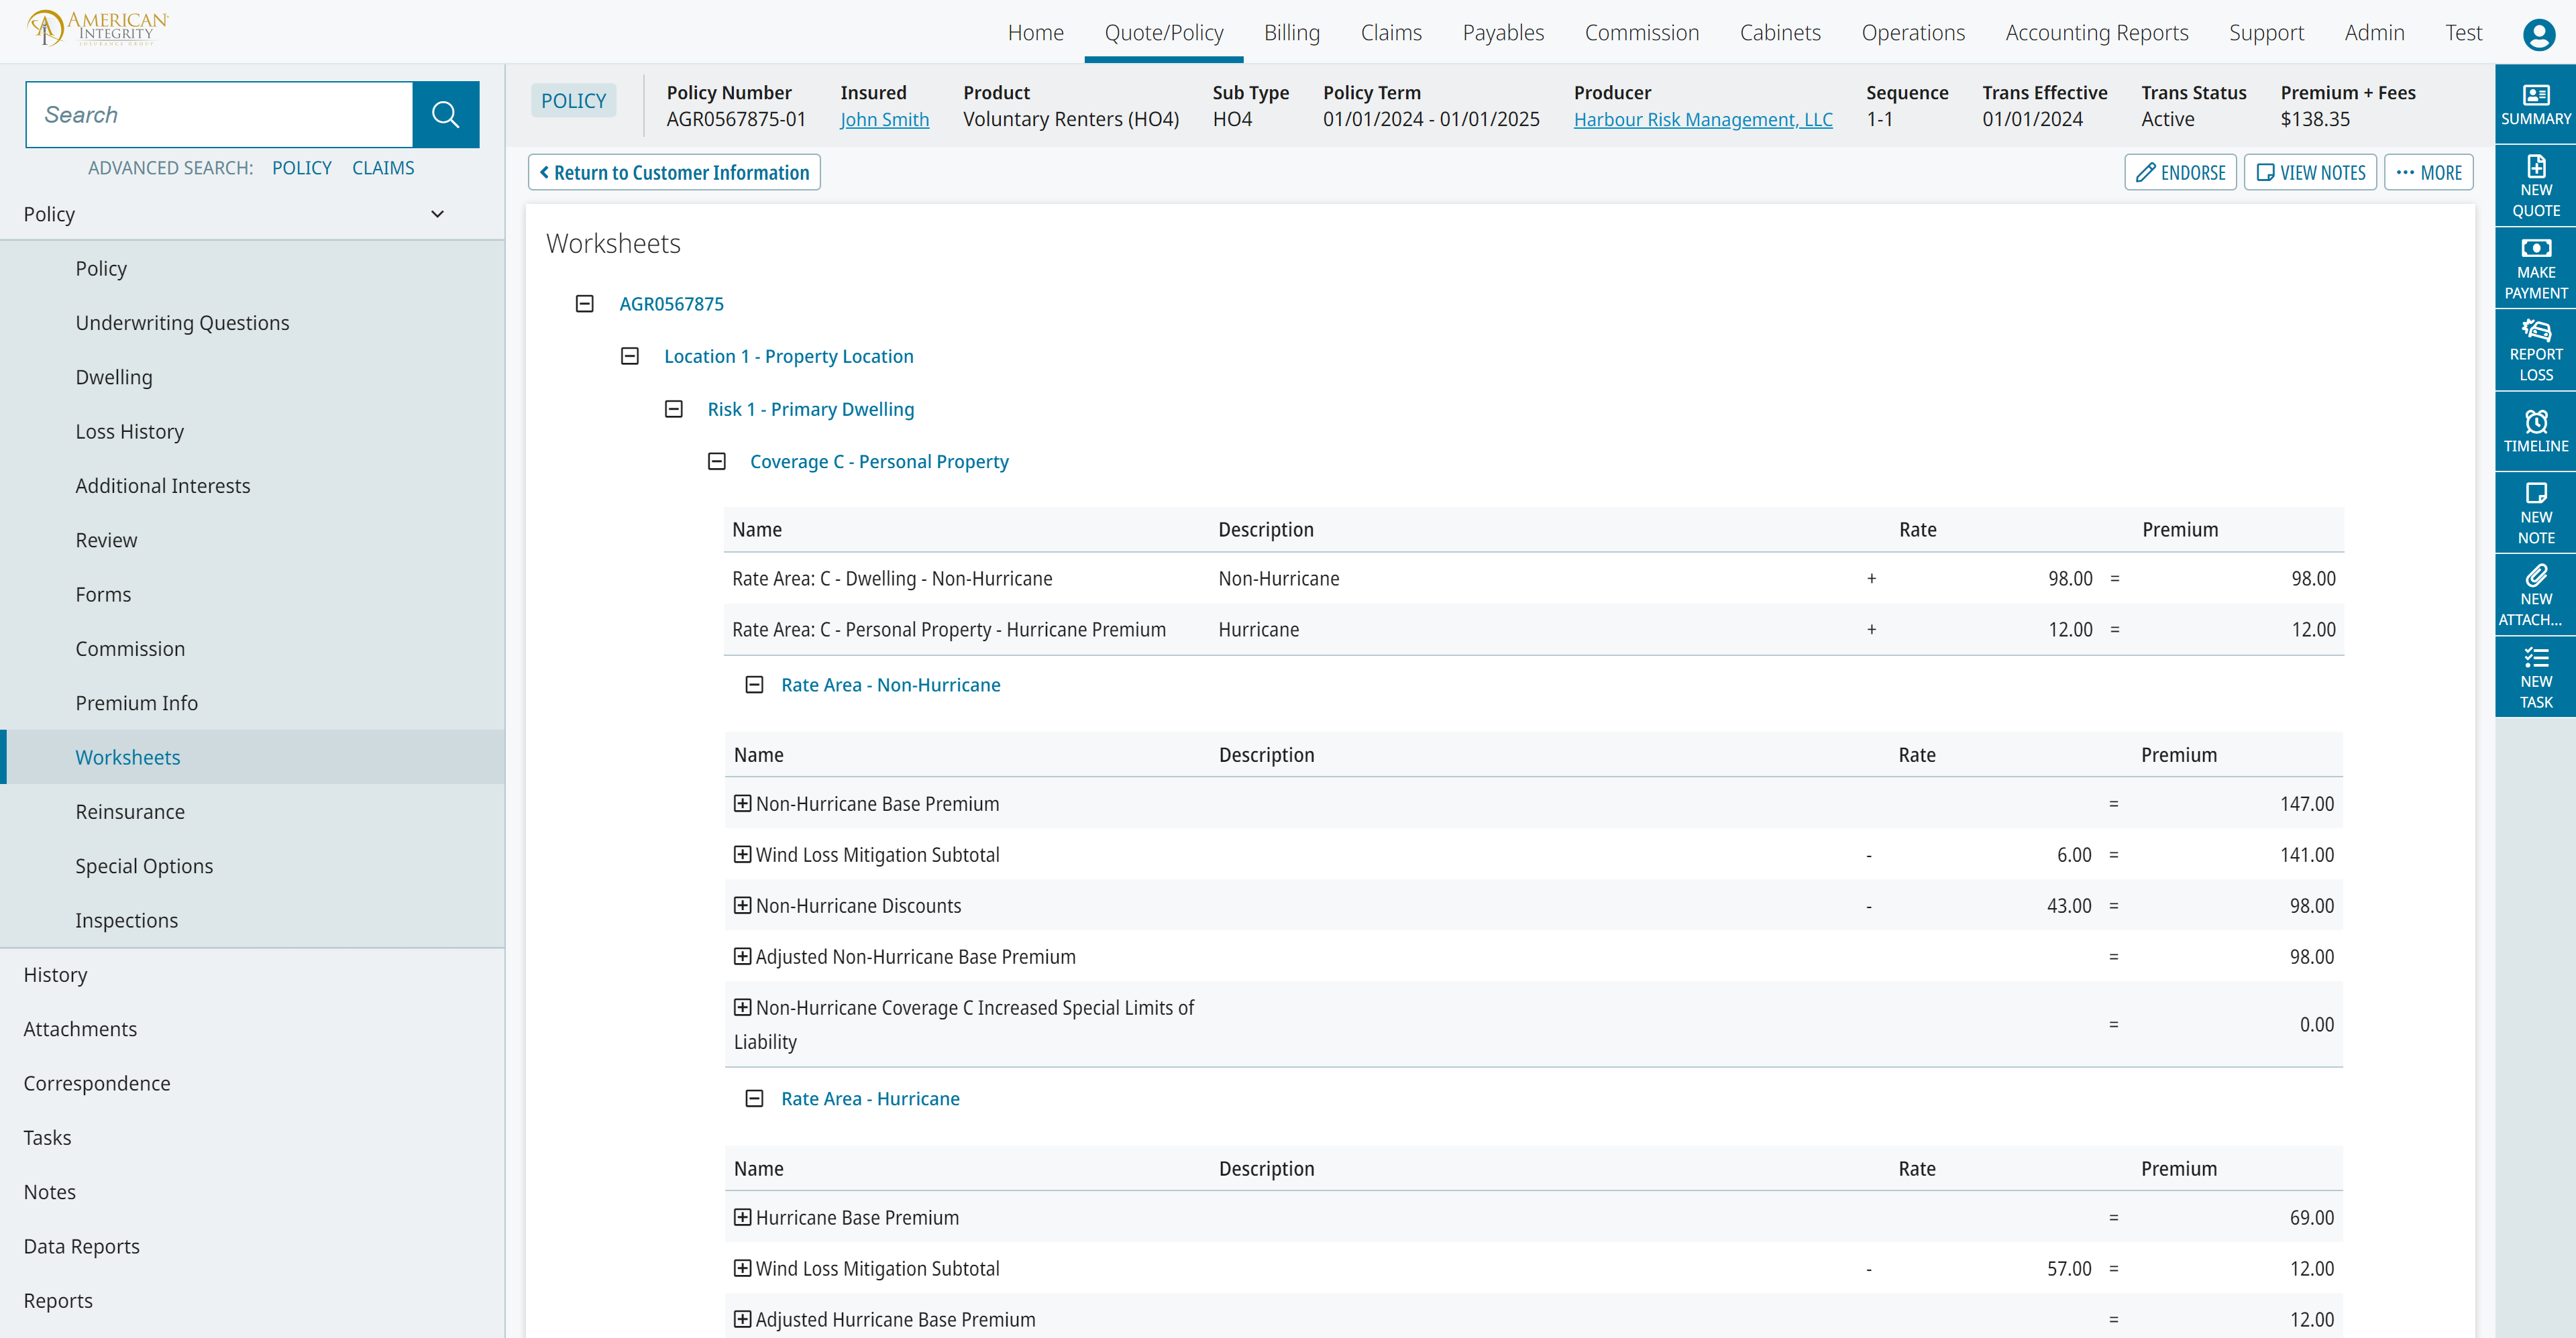 AMERICAN
INTEGRITY
INSURANCE GROUP
Home Quote/Policy Billing Claims Payables Commission Cabinets Operations Accounting Reports Support Admin Test
Search
ADVANCED SEARCH: POLICY CLAIMS
Policy
Policy
Underwriting Questions
Dwelling
Loss History
Additional Interests
Review
Forms
Commission
Premium Info
Worksheets
Reinsurance
Special Options
Inspections
History
Attachments
Correspondence
Tasks
Notes
Data Reports
Reports
POLICY
Policy Number Insured Product Sub Type Policy Term Producer Sequence Trans Effective Trans Status Premium + Fees
AGR0567875-01 John Smith Voluntary Renters (HO4) HO4 01/01/2024 - 01/01/2025 Harbour Risk Management, LLC 1-1 01/01/2024 Active $138.35
Return to Customer Information
ENDORSE VIEW NOTES ··· MORE
Worksheets
AGR0567875
Location 1 - Property Location
Risk 1 - Primary Dwelling
Coverage C - Personal Property
Name Description Rate Premium
Rate Area: C - Dwelling - Non-Hurricane Non-Hurricane + 98.00 = 98.00
Rate Area: C - Personal Property - Hurricane Premium Hurricane + 12.00 = 12.00
Rate Area - Non-Hurricane
Name Description Rate Premium
Non-Hurricane Base Premium = 147.00
Wind Loss Mitigation Subtotal - 6.00 = 141.00
Non-Hurricane Discounts - 43.00 = 98.00
Adjusted Non-Hurricane Base Premium = 98.00
Non-Hurricane Coverage C Increased Special Limits of
Liability = 0.00
Rate Area - Hurricane
Name Description Rate Premium
Hurricane Base Premium = 69.00
Wind Loss Mitigation Subtotal - 57.00 = 12.00
Adjusted Hurricane Base Premium = 12.00
SUMMARY
NEW
QUOTE
MAKE
PAYMENT
REPORT
LOSS
TIMELINE
NEW
NOTE
NEW
ATTACH...
NEW
TASK